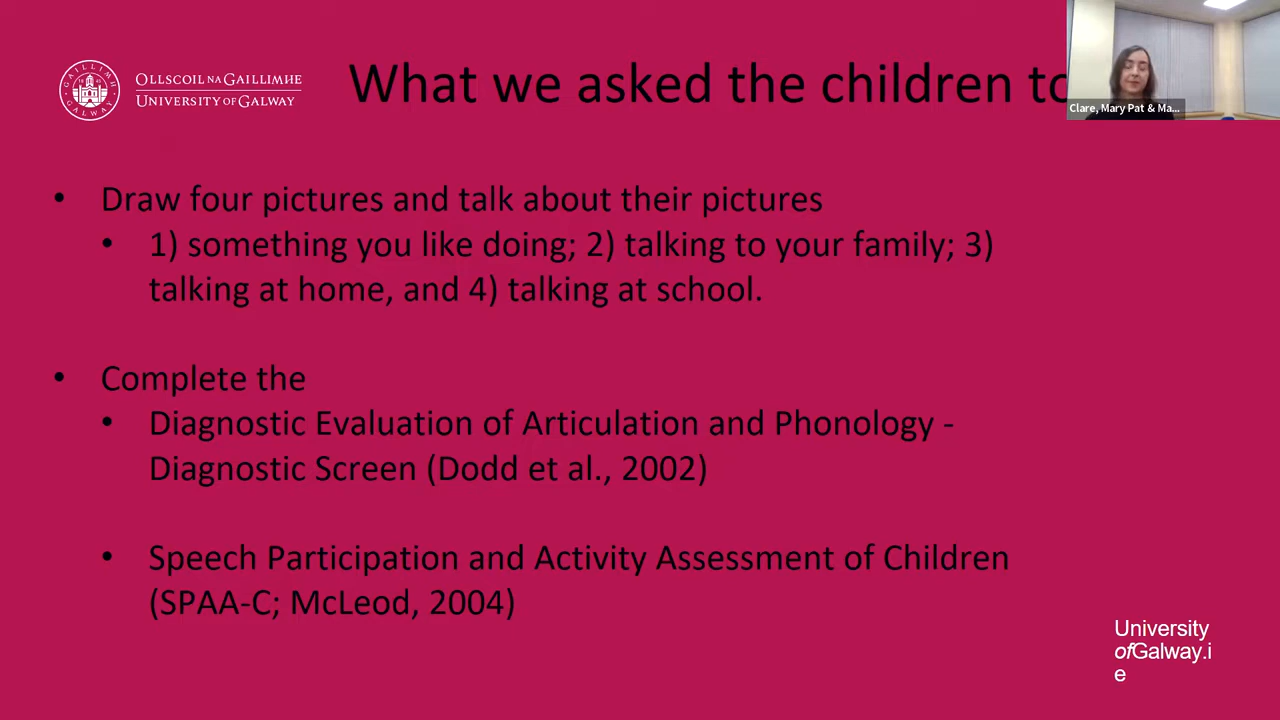 OLLSCOIL NA GAILLIMHE
UNIVERSITY OF GALWAY
What we asked the children to
Clare, Mary Pat & Ma...
• Draw four pictures and talk about their pictures
• 1) something you like doing; 2) talking to your family; 3)
talking at home, and 4) talking at school.
• Complete the
• Diagnostic Evaluation of Articulation and Phonology -
Diagnostic Screen (Dodd et al., 2002)
• Speech Participation and Activity Assessment of Children
(SPAA-C; McLeod, 2004)
University
ofGalway.i
e